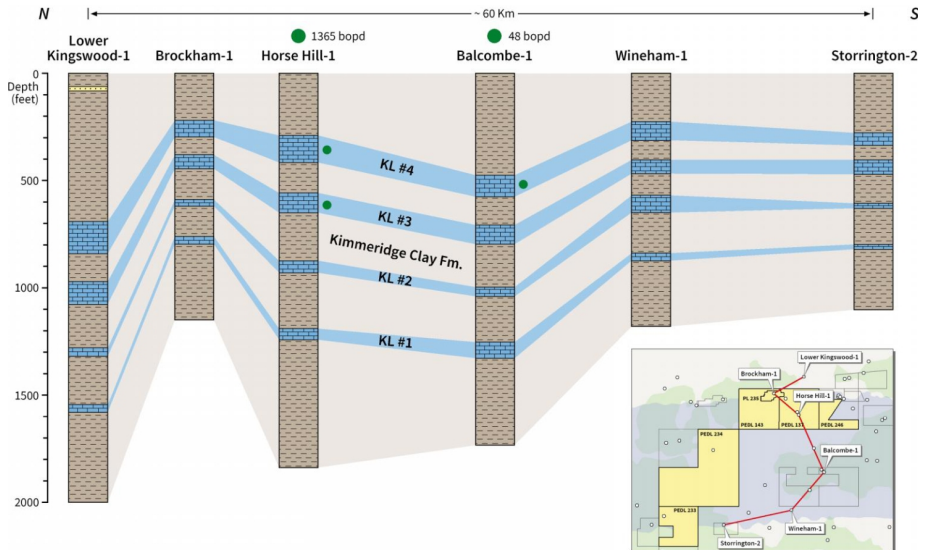 N
~ 60 Km
S
1365 bopd
48 bopd
Lower
Kingswood-1
Brockham-1
Horse Hill-1
Balcombe-1
Wineham-1
Storrington-2
0
Depth
(feet)
500
1000
1500
2000
KL #4
KL #3
Kimmeridge Clay Fm.
KL #2
KL #1
Lower Kingswood-1
Brockham-1
Horse Hill-1
PL 235
PEDL 143
PEDL 137
PEDL 246
PEDL 234
Balcombe-1
PEDL 233
Wineham-1
Storrington-2